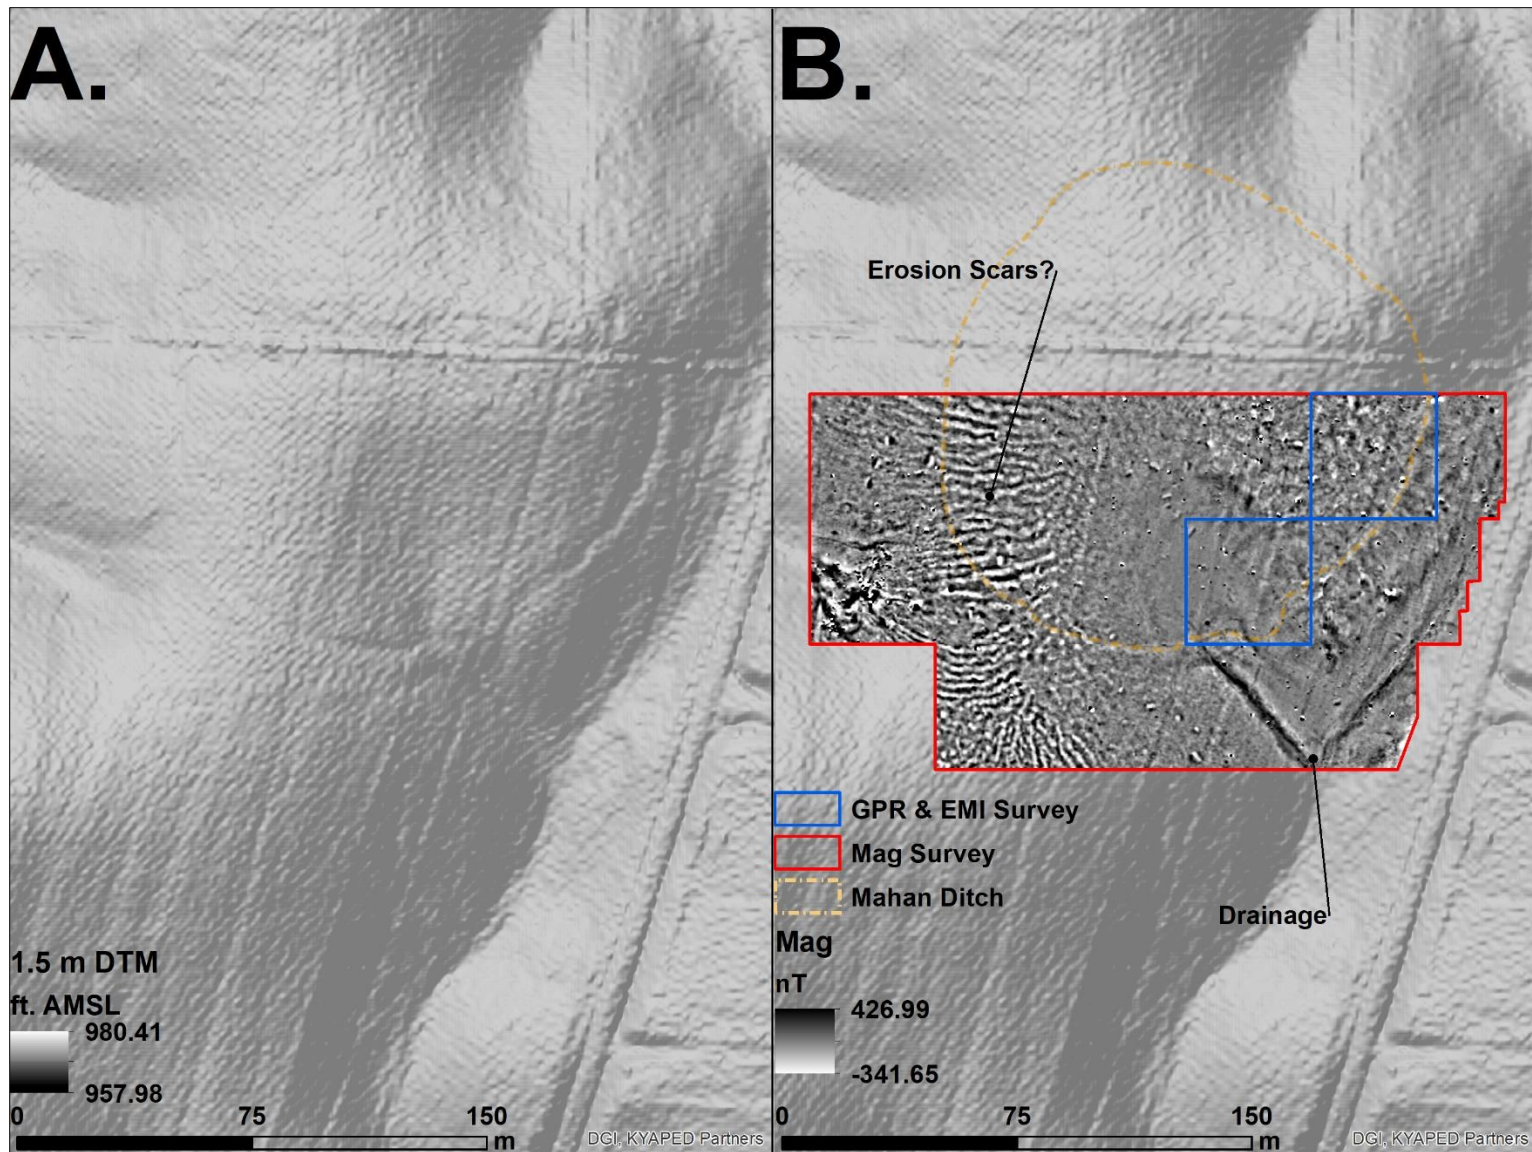 A.
B.
Erosion Scars?
GPR & EMI Survey
Mag Survey
Mahan Ditch
Drainage
Mag
nT
426.99
-341.65
1.5 m DTM
ft. AMSL
980.41
957.98
0 75 150
m
DGI, KYAPED Partners
0 75 150
m
DGI, KYAPED Partners